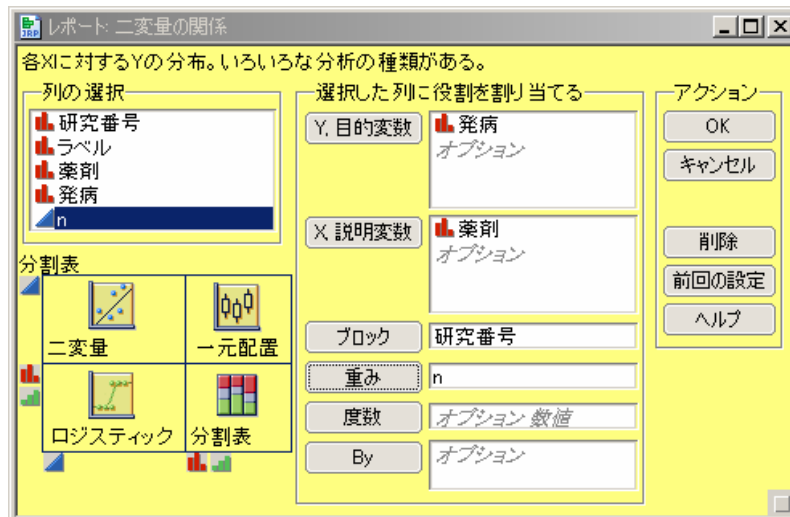 レポート: 二変量の関係
各Xに対するYの分布。いろいろな分析の種類がある。
列の選択
研究番号
ラベル
薬剤
発病
n
分割表
二変量
一元配置
ロジスティック
分割表
選択した列に役割を割り当てる
Y, 目的変数
発病
オプション
X, 説明変数
薬剤
オプション
ブロック
研究番号
重み
n
度数
オプション 数値
By
オプション
アクション
OK
キャンセル
削除
前回の設定
ヘルプ